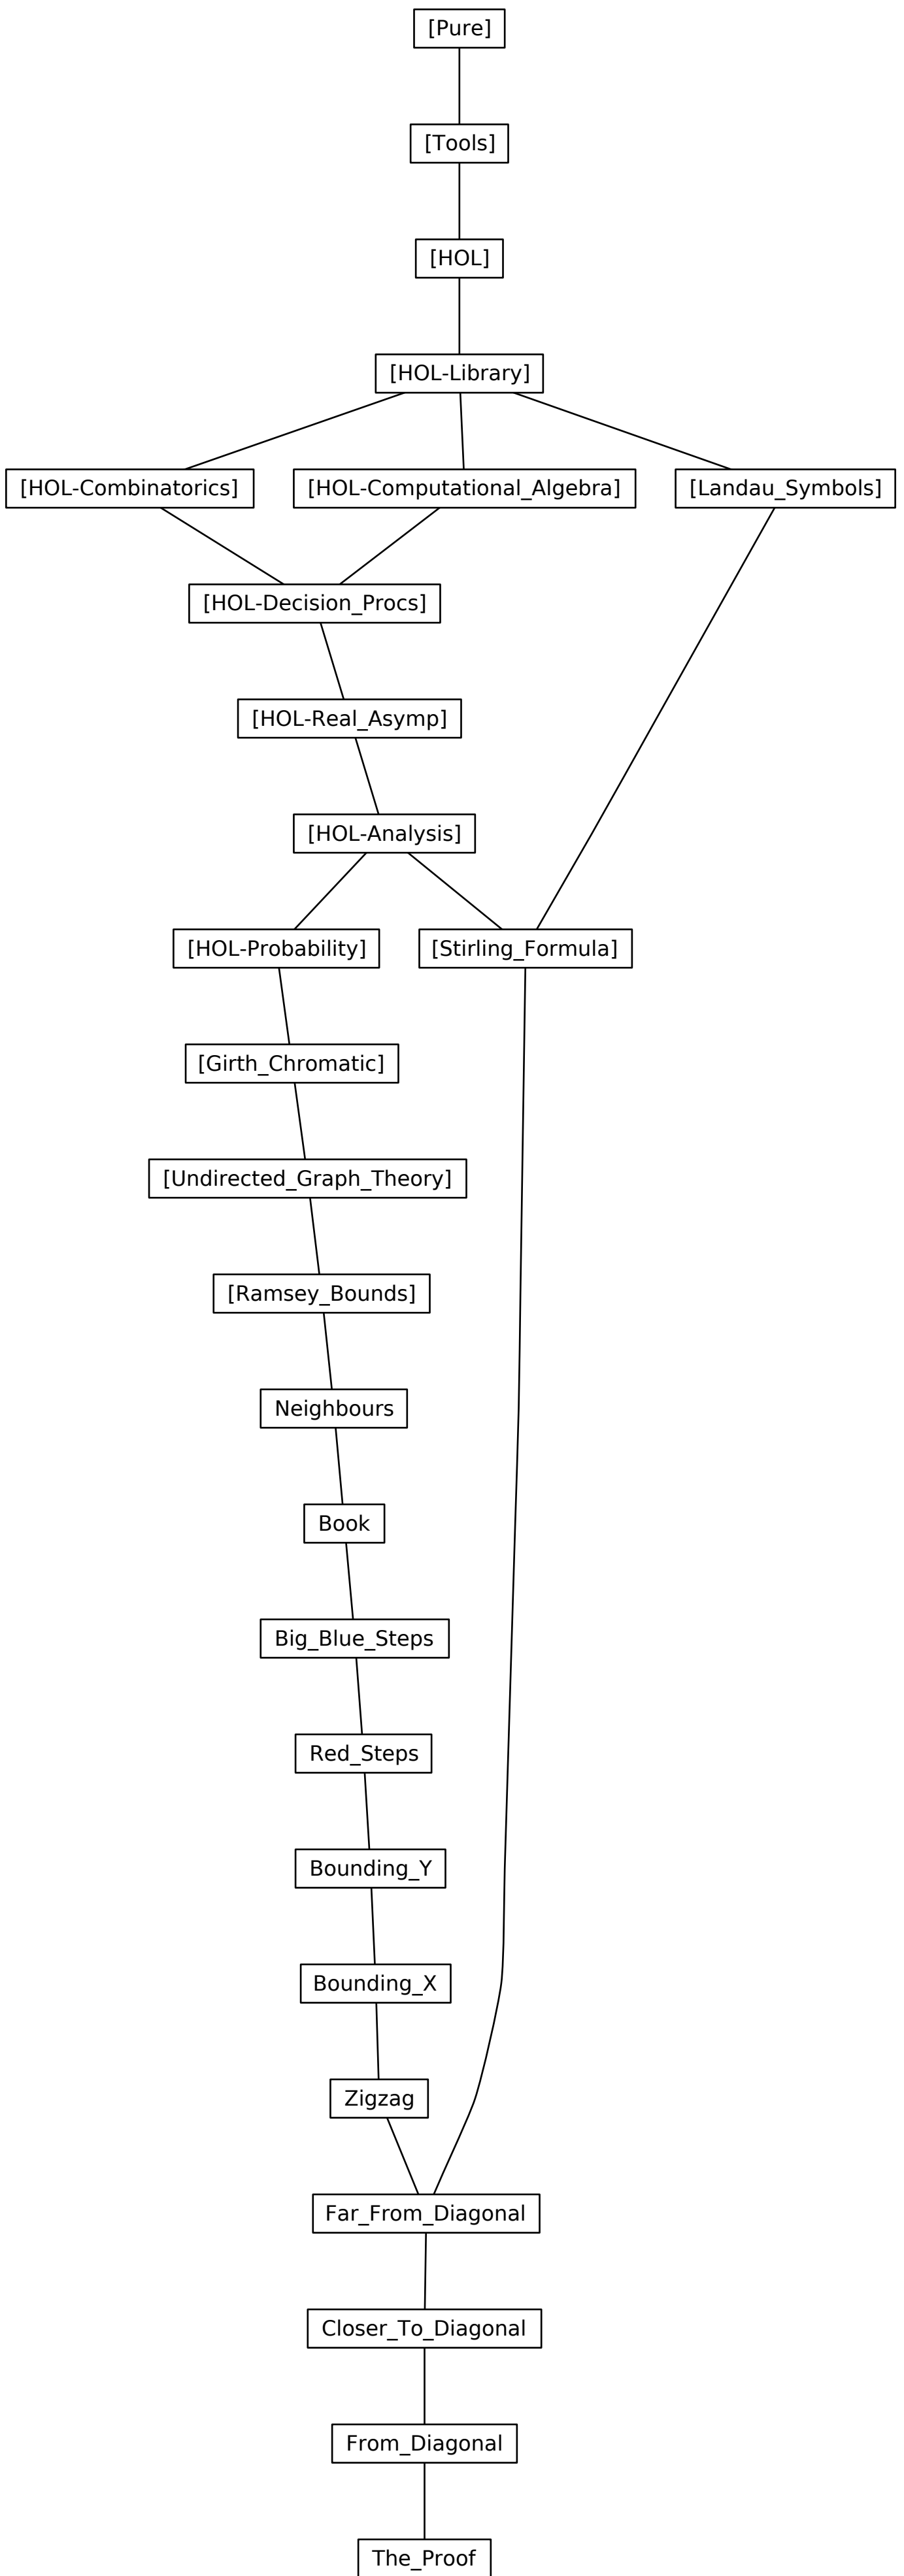 [Pure]
[Tools]
[HOL]
[HOL-Library]
[HOL-Combinatorics]
[HOL-Computational_Algebra]
[Landau_Symbols]
[HOL-Decision_Procs]
[HOL-Real_Asymp]
[HOL-Analysis]
[HOL-Probability]
[Stirling_Formula]
[Girth_Chromatic]
[Undirected_Graph_Theory]
[Ramsey_Bounds]
Neighbours
Book
Big_Blue_Steps
Red_Steps
Bounding_Y
Bounding_X
Zigzag
Far_From_Diagonal
Closer_To_Diagonal
From_Diagonal
The_Proof